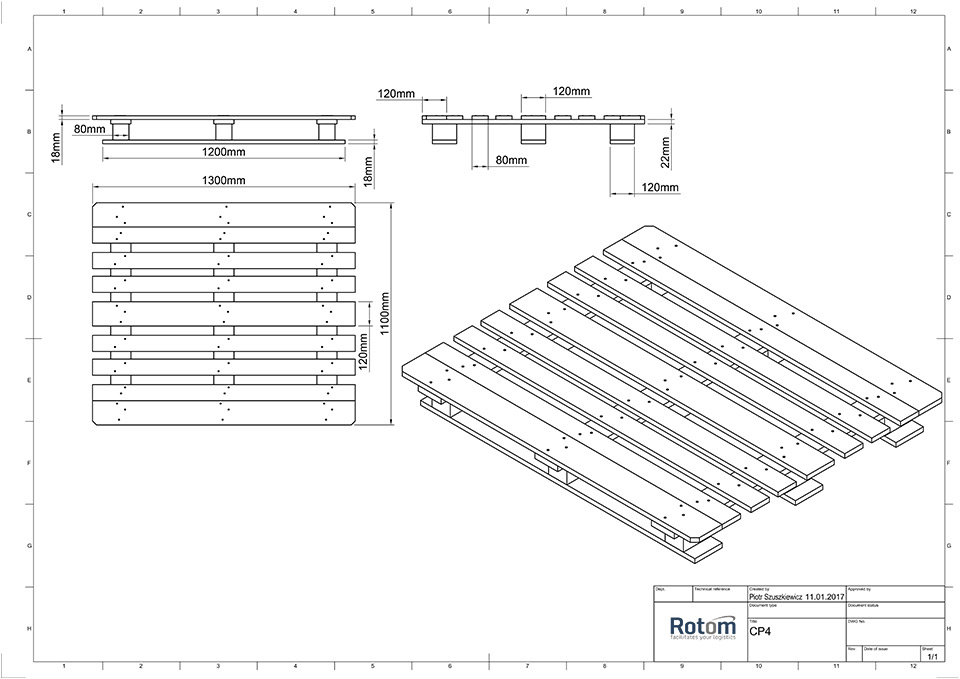 1 2 3 4 5 6 7 8 9 10 11 12
A A
120mm 120mm
B B
80mm
18mm 1200mm 18mm 80mm 22mm
1300mm 120mm
C C
D D
1100mm
120mm
E E
F F
G G
Dept. Technical reference Created by Approved by
Piotr Szuszkiewicz 11.01.2017
Document type Document status
H H
Rotom
facilitates your logistics
Title DWG No.
CP4
Rev. Date of issue Sheet
1/1
1 2 3 4 5 6 7 8 9 10 11 12